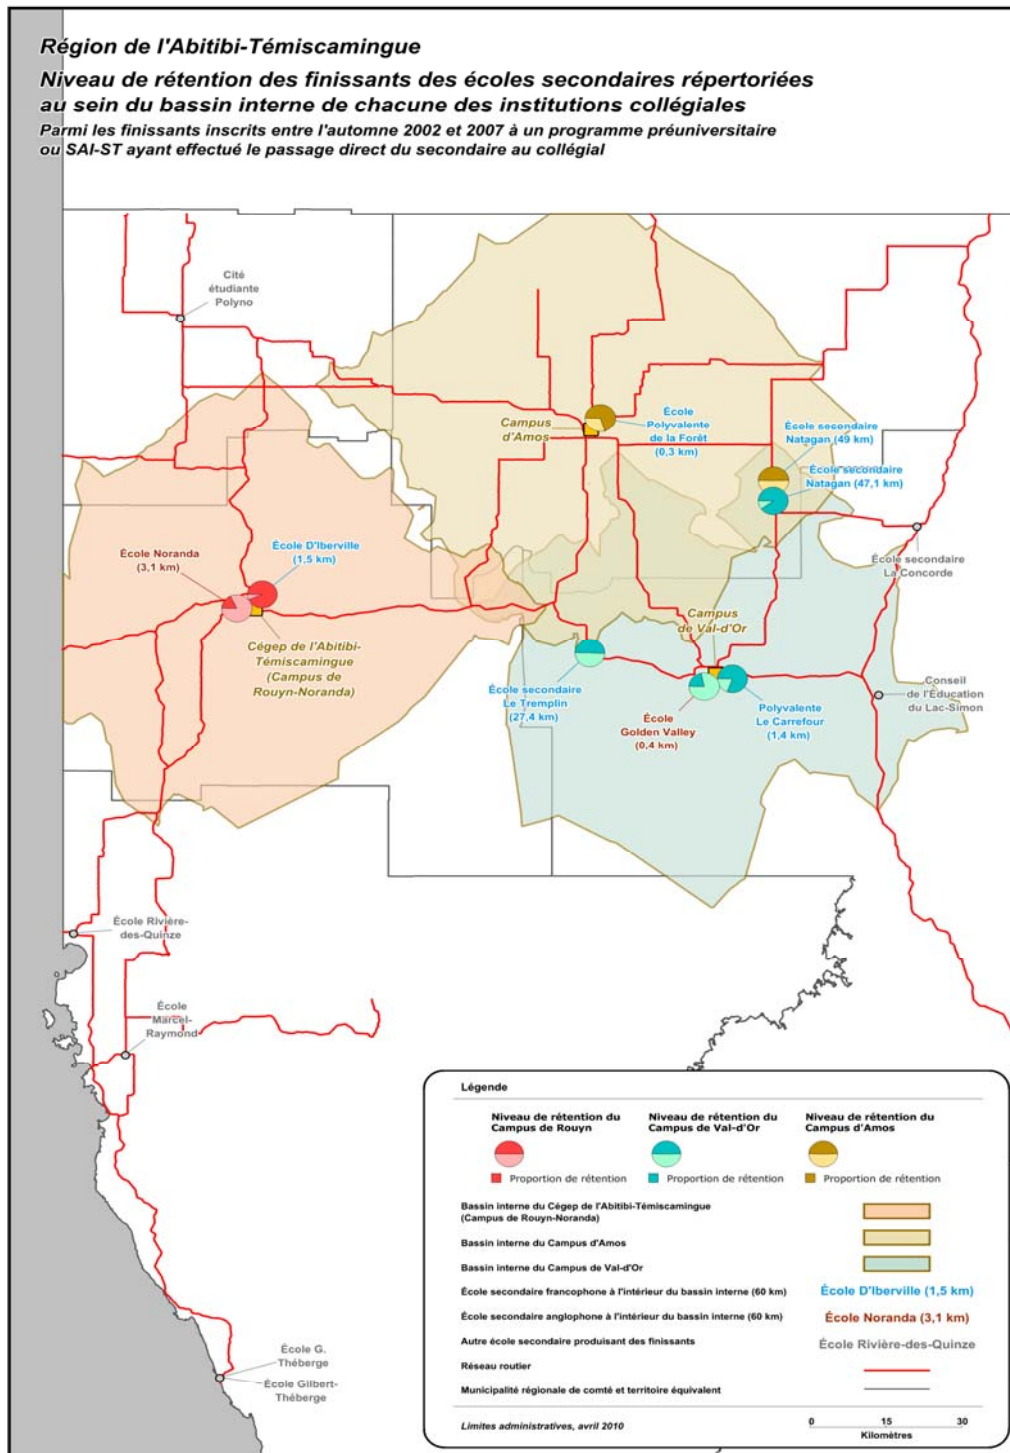 Région de l'Abitibi-Témiscamingue
Niveau de rétention des finissants des écoles secondaires répertoriées
au sein du bassin interne de chacune des institutions collégiales
Parmi les finissants inscrits entre l'automne 2002 et 2007 à un programme préuniversitaire
ou SAI-ST ayant effectué le passage direct du secondaire au collégial
Cité
étudiante
Polyno
Campus
d'Amos
École
Polyvalente
de la Forêt
(0,3 km)
École secondaire
Natagan (49 km)
École secondaire
Natagan (47,1 km)
École Noranda
(3,1 km)
École D'Iberville
(1,5 km)
École secondaire
La Concorde
Cégep de l'Abitibi-
Témiscamingue
(Campus de
Rouyn-Noranda)
Campus
de Val-d'Or
École secondaire
Le Tremplin
(27,4 km)
École
Golden Valley
(0,4 km)
Polyvalente
Le Carrefour
(1,4 km)
Conseil
de l'Éducation
du Lac-Simon
École Rivière-
des-Quinze
École
Marcel-
Raymond
École G.
Théberge
École Gilbert-
Théberge
Légende
Niveau de rétention du
Campus de Rouyn
Niveau de rétention du
Campus de Val-d'Or
Niveau de rétention du
Campus d'Amos
Proportion de rétention
Proportion de rétention
Proportion de rétention
Bassin interne du Cégep de l'Abitibi-Témiscamingue
(Campus de Rouyn-Noranda)
Bassin interne du Campus d'Amos
Bassin interne du Campus de Val-d'Or
École secondaire francophone à l'intérieur du bassin interne (60 km) École D'Iberville (1,5 km)
École secondaire anglophone à l'intérieur du bassin interne (60 km) École Noranda (3,1 km)
Autre école secondaire produisant des finissants École Rivière-des-Quinze
Réseau routier
Municipalité régionale de comté et territoire équivalent
Limites administratives, avril 2010
0 15 30
Kilomètres